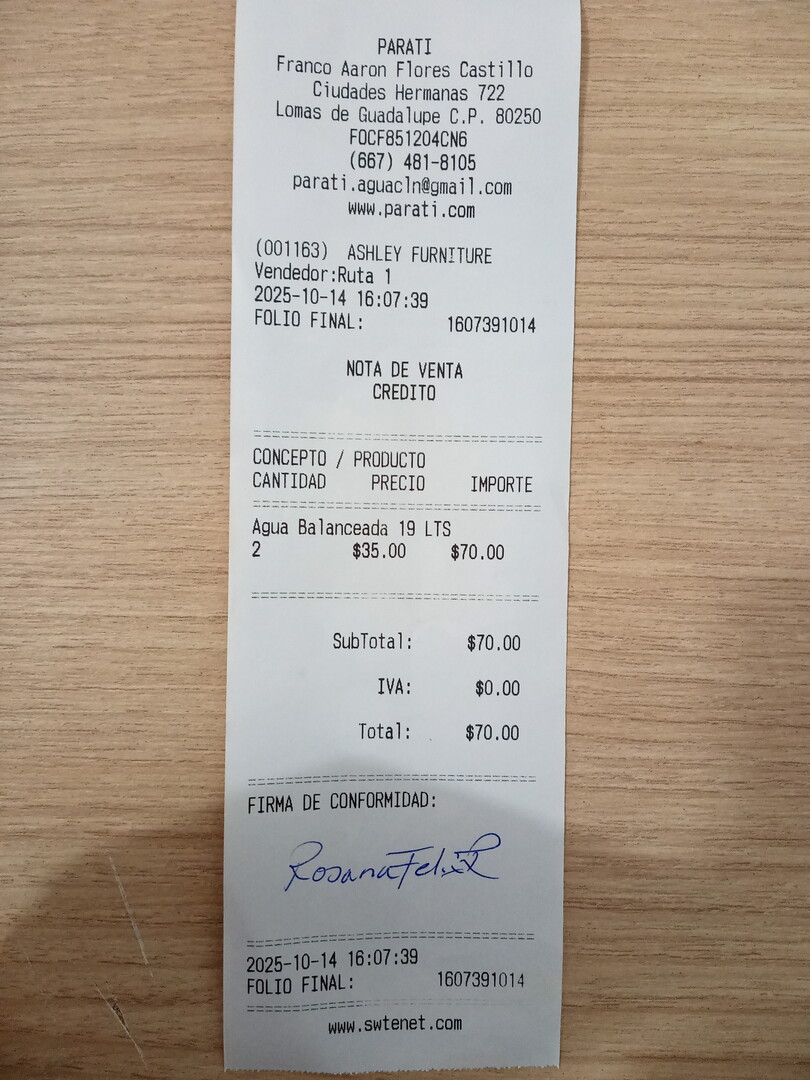 PARATI
Franco Aaron Flores Castillo
Ciudades Hermanas 722
Lomas de Guadalupe C.P. 80250
FOCF851204CN6
(667) 481-8105
parati.aguacln@gmail.com
www.parati.com
(001163) ASHLEY FURNITURE
Vendedor:Ruta 1
2025-10-14 16:07:39
FOLIO FINAL: 1607391014
NOTA DE VENTA
CREDITO
CONCEPTO / PRODUCTO
CANTIDAD PRECIO IMPORTE
Agua Balanceada 19 LTS
2 $35.00 $70.00
SubTotal: $70.00
IVA: $0.00
Total: $70.00
FIRMA DE CONFORMIDAD:
Rosana Felix R
2025-10-14 16:07:39
FOLIO FINAL: 1607391014
www.swtenet.com